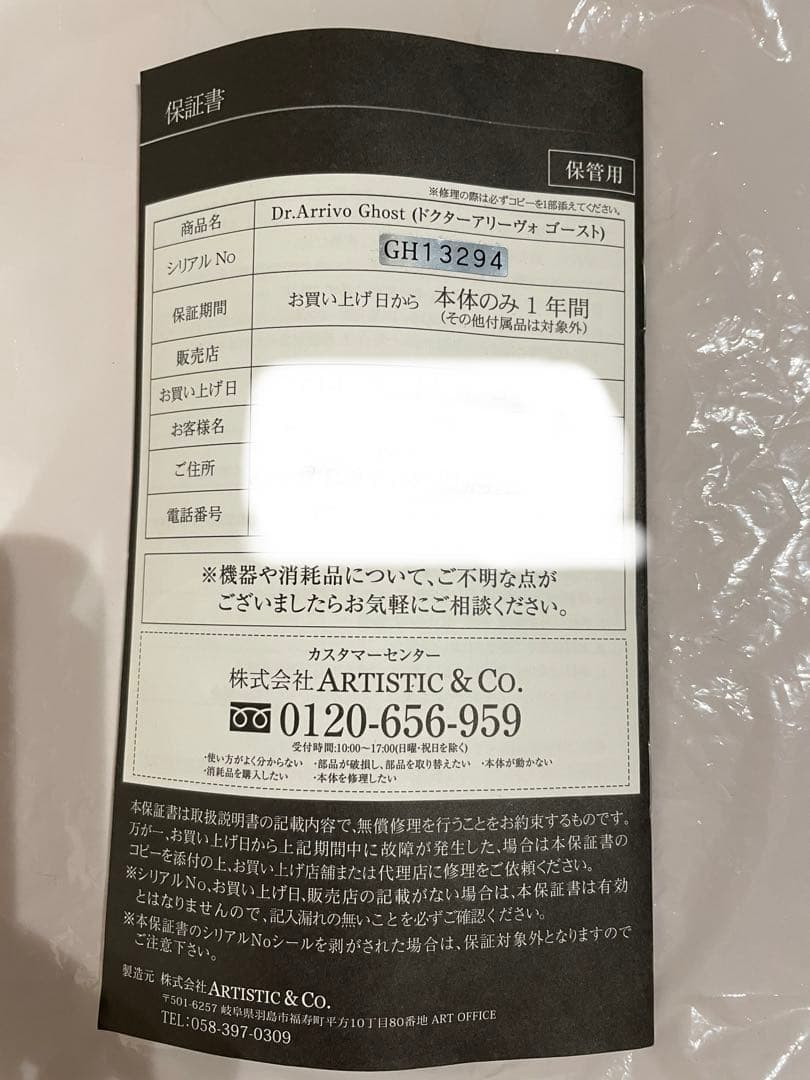 保証書
保管用
※修理の際は必ずコピーを1部添えてください。
商品名 Dr.Arrivo Ghost (ドクターアリーヴォ ゴースト)
シリアル No GH13294
保証期間 お買い上げ日から 本体のみ 1 年間
(その他付属品は対象外)
販売店
お買い上げ日
お客様名
ご住所
電話番号
※機器や消耗品について、ご不明な点が
ございましたらお気軽にご相談ください。
カスタマーセンター
株式会社 ARTISTIC & CO.
0120-656-959
受付時間:10:00〜17:00(日曜・祝日を除く)
・使い方がよく分からない ・部品が破損し、部品を取り替えたい ・本体が動かない
・消耗品を購入したい ・本体を修理したい
本保証書は取扱説明書の記載内容で、無償修理を行うことをお約束するものです。
万が一、お買い上げ日から上記期間中に故障が発生した、場合は本保証書の
コピーを添付の上、お買い上げ店舗または代理店に修理をご依頼ください。
※シリアルNo、お買い上げ日、販売店の記載がない場合は、本保証書は有効
とはなりませんので、記入漏れの無いことを必ずご確認ください。
※本保証書のシリアルNoシールを剥がされた場合は、保証対象外となりますので
ご注意下さい。
製造元 株式会社 ARTISTIC & CO.
〒501-6257 岐阜県羽島市福寿町平方10丁目80番地 ART OFFICE
TEL:058-397-0309